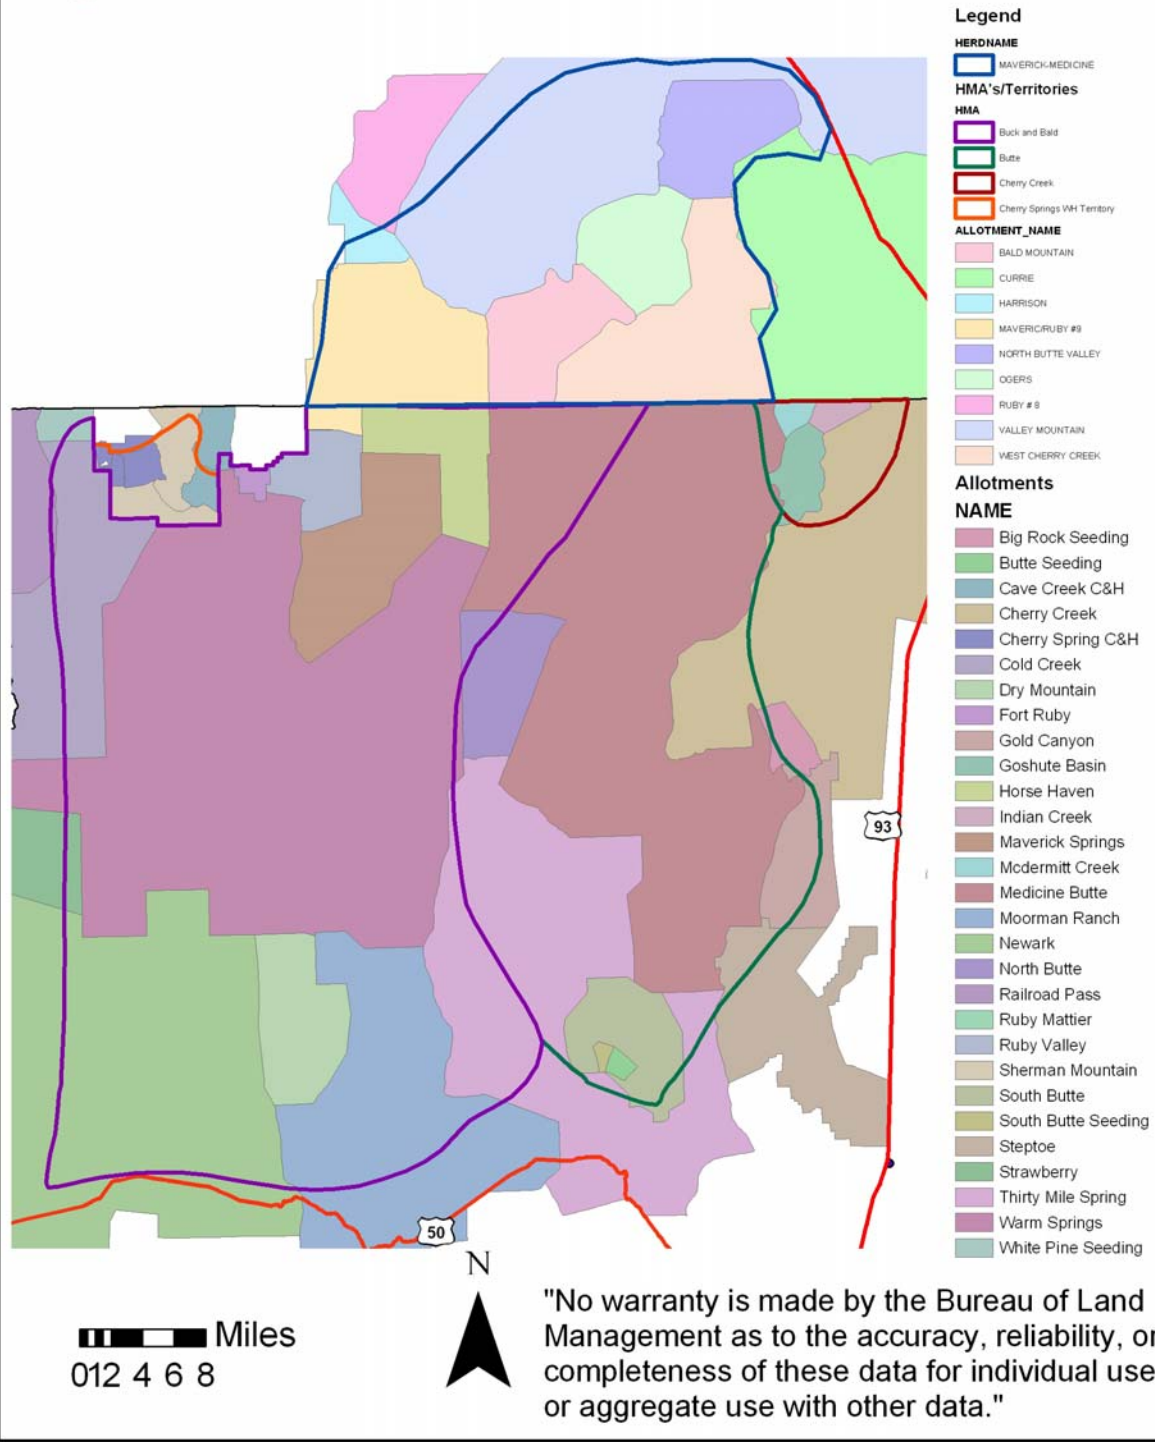 Legend
HERDNAME
MAVERICK-MEDICINE
HMA's/Territories
HMA
Buck and Bald
Butte
Cherry Creek
Cherry Springs WH Territory
ALLOTMENT_NAME
BALD MOUNTAIN
CURRIE
HARRISON
MAVERIC/RUBY #9
NORTH BUTTE VALLEY
OGERS
RUBY # 8
VALLEY MOUNTAIN
WEST CHERRY CREEK
Allotments
NAME
Big Rock Seeding
Butte Seeding
Cave Creek C&H
Cherry Creek
Cherry Spring C&H
Cold Creek
Dry Mountain
Fort Ruby
Gold Canyon
Goshute Basin
Horse Haven
Indian Creek
Maverick Springs
Mcdermitt Creek
Medicine Butte
Moorman Ranch
Newark
North Butte
Railroad Pass
Ruby Mattier
Ruby Valley
Sherman Mountain
South Butte
South Butte Seeding
Steptoe
Strawberry
Thirty Mile Spring
Warm Springs
White Pine Seeding
93
50
N
Miles
012 4 6 8
"No warranty is made by the Bureau of Land
Management as to the accuracy, reliability, or
completeness of these data for individual use
or aggregate use with other data."